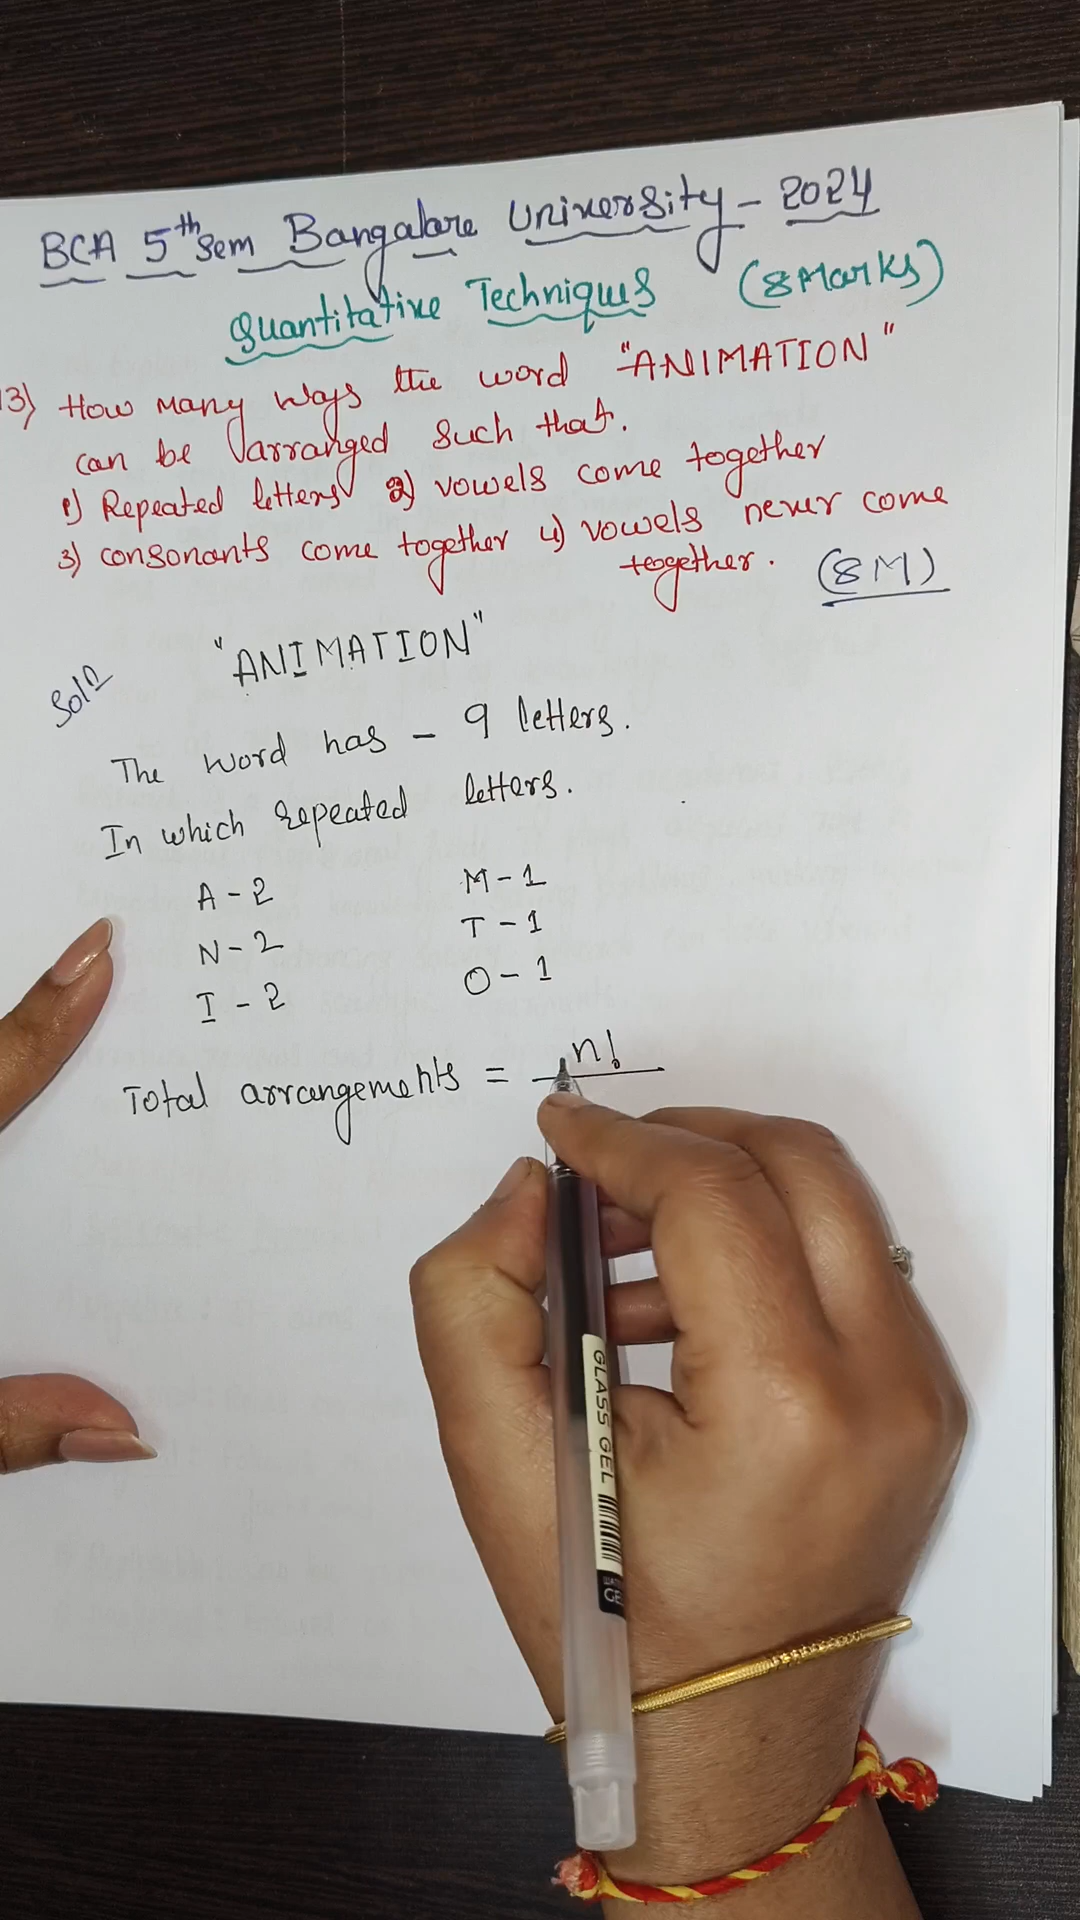 BCA 5th Sem Bangalore University - 2024
Quantitative Techniques (8 Marks)
13) How Many Ways the word "ANIMATION"
can be arranged such that.
1) Repeated letters 2) vowels come together
3) consonants come together 4) vowels never come
together. (8M)
Soln "ANIMATION"
The word has - 9 letters.
In which repeated letters.
A - 2 M - 1
N - 2 T - 1
I - 2 O - 1
Total arrangements = n!
GLASS GEL